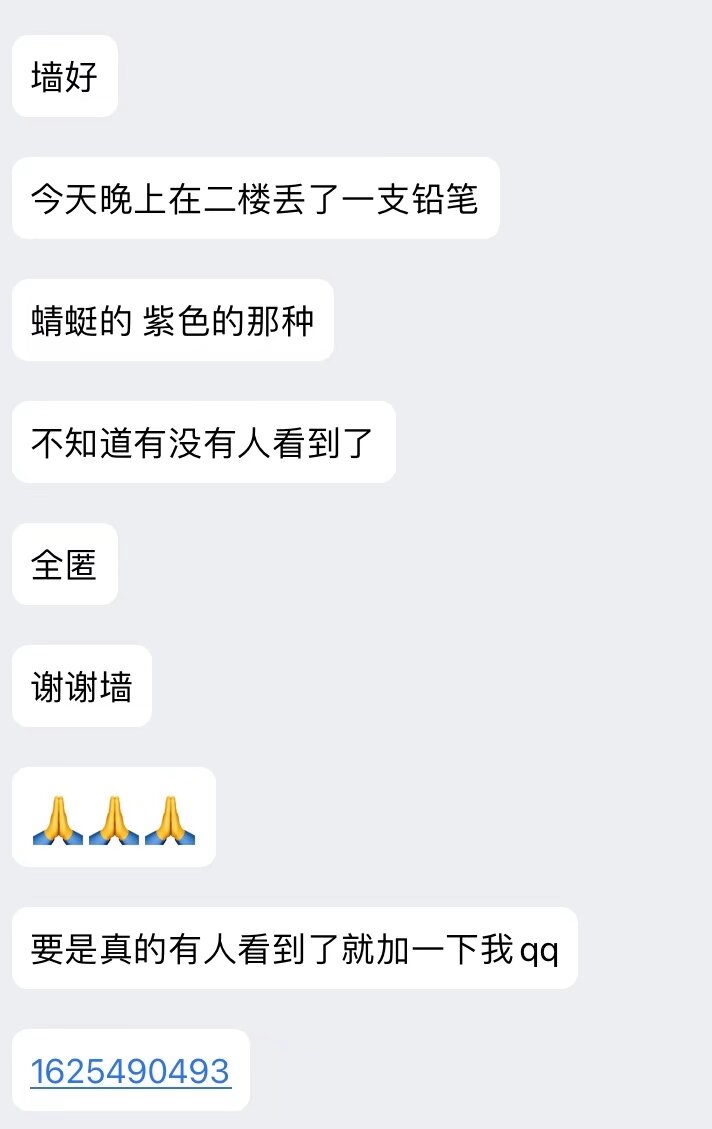 墙好
今天晚上在二楼丢了一支铅笔
蜻蜓的 紫色的那种
不知道有没有人看到了
全匿
谢谢墙
🙏🙏🙏
要是真的有人看到了就加一下我qq
1625490493